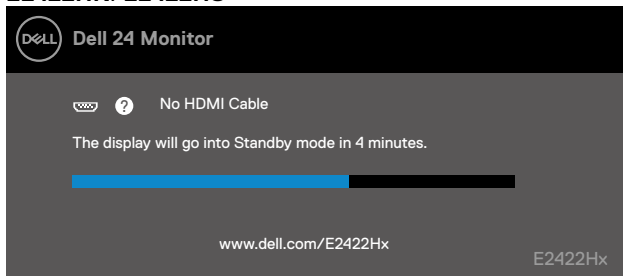 DELL Dell 24 Monitor
? No HDMI Cable
The display will go into Standby mode in 4 minutes.
www.dell.com/E2422Hx
E2422Hx